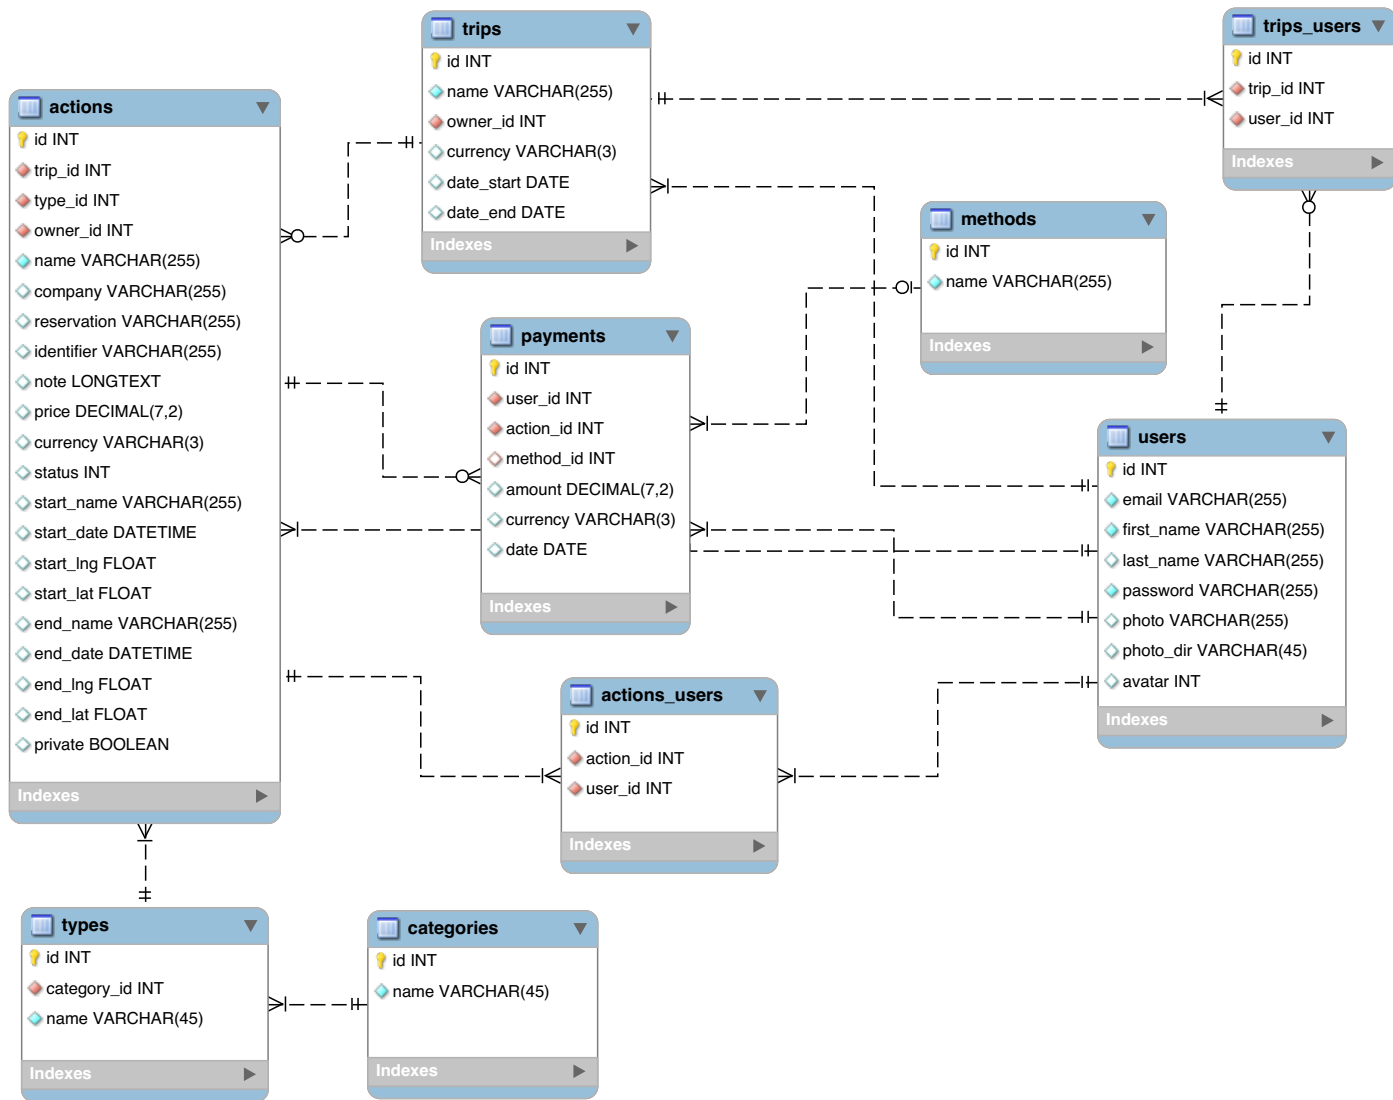 actions
id INT
trip_id INT
type_id INT
owner_id INT
name VARCHAR(255)
company VARCHAR(255)
reservation VARCHAR(255)
identifier VARCHAR(255)
note LONGTEXT
price DECIMAL(7,2)
currency VARCHAR(3)
status INT
start_name VARCHAR(255)
start_date DATETIME
start_lng FLOAT
start_lat FLOAT
end_name VARCHAR(255)
end_date DATETIME
end_lng FLOAT
end_lat FLOAT
private BOOLEAN
Indexes
trips
id INT
name VARCHAR(255)
owner_id INT
currency VARCHAR(3)
date_start DATE
date_end DATE
Indexes
trips_users
id INT
trip_id INT
user_id INT
Indexes
methods
id INT
name VARCHAR(255)
Indexes
payments
id INT
user_id INT
action_id INT
method_id INT
amount DECIMAL(7,2)
currency VARCHAR(3)
date DATE
Indexes
users
id INT
email VARCHAR(255)
first_name VARCHAR(255)
last_name VARCHAR(255)
password VARCHAR(255)
photo VARCHAR(255)
photo_dir VARCHAR(45)
avatar INT
Indexes
actions_users
id INT
action_id INT
user_id INT
Indexes
types
id INT
category_id INT
name VARCHAR(45)
Indexes
categories
id INT
name VARCHAR(45)
Indexes